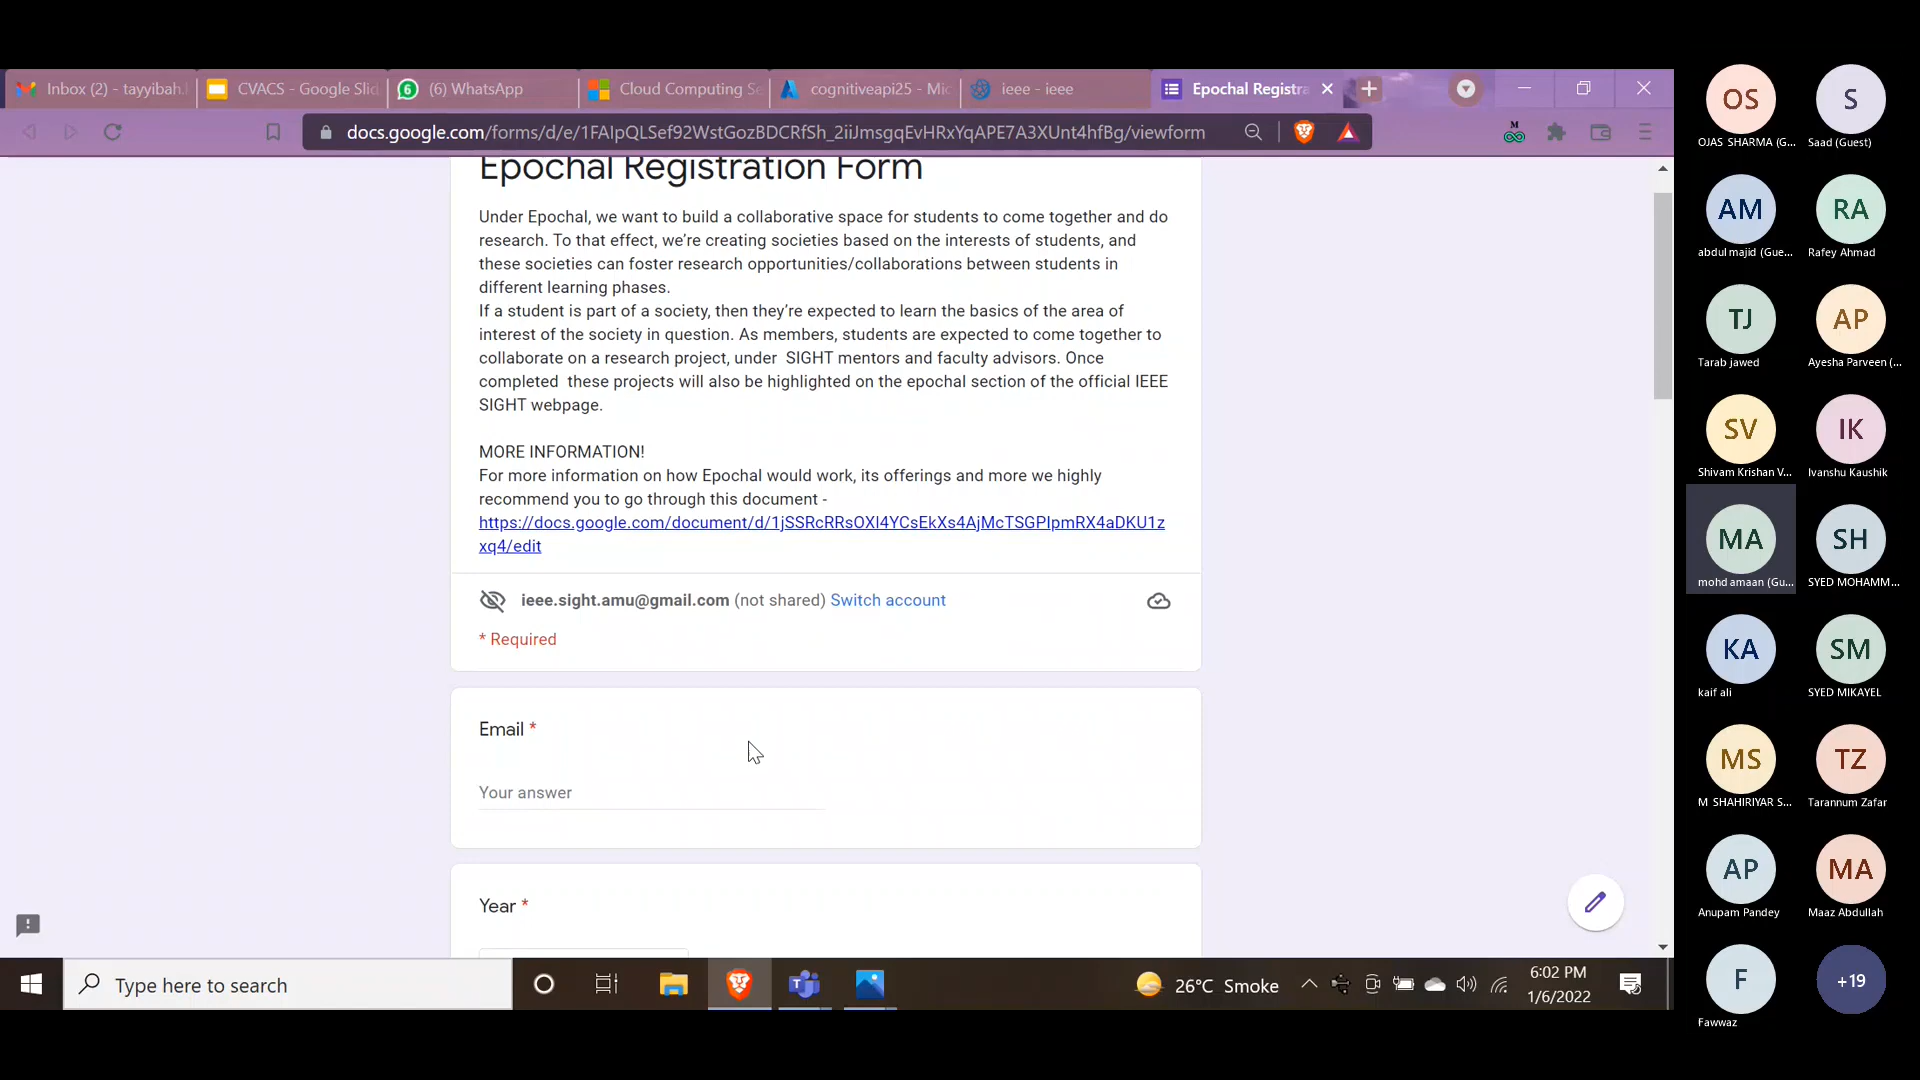 Inbox (2) - tayyibah.
CVACS - Google Slid
6
(6) WhatsApp
Cloud Computing Se
cognitiveapi25 - Mic
ieee - ieee
Epochal Registra
docs.google.com/forms/d/e/1FAIpQLSef92WstGozBDCRfSh_2iiJmsgqEvHRxYqAPE7A3XUnt4hfBg/viewform
Epochal Registration Form
Under Epochal, we want to build a collaborative space for students to come together and do
research. To that effect, we're creating societies based on the interests of students, and
these societies can foster research opportunities/collaborations between students in
different learning phases.
If a student is part of a society, then they're expected to learn the basics of the area of
interest of the society in question. As members, students are expected to come together to
collaborate on a research project, under  SIGHT mentors and faculty advisors. Once
completed  these projects will also be highlighted on the epochal section of the official IEEE
SIGHT webpage.
MORE INFORMATION!
For more information on how Epochal would work, its offerings and more we highly
recommend you to go through this document -
https://docs.google.com/document/d/1jSSRcRRsOXl4YCsEkXs4AjMcTSGPIpmRX4aDKU1z
xq4/edit
ieee.sight.amu@gmail.com (not shared) Switch account
* Required
Email *
Your answer
Year *
Type here to search
26°C Smoke
6:02 PM
1/6/2022
OS
OJAS SHARMA (G...
S
Saad (Guest)
AM
abdul majid (Gue...
RA
Rafey Ahmad
TJ
Tarab jawed
AP
Ayesha Parveen (...
SV
Shivam Krishan V...
IK
Ivanshu Kaushik
MA
mohd amaan (Gu...
SH
SYED MOHAMM...
KA
kaif ali
SM
SYED MIKAYEL
MS
M SHAHIRIYAR S...
TZ
Tarannum Zafar
AP
Anupam Pandey
MA
Maaz Abdullah
F
Fawwaz
+19